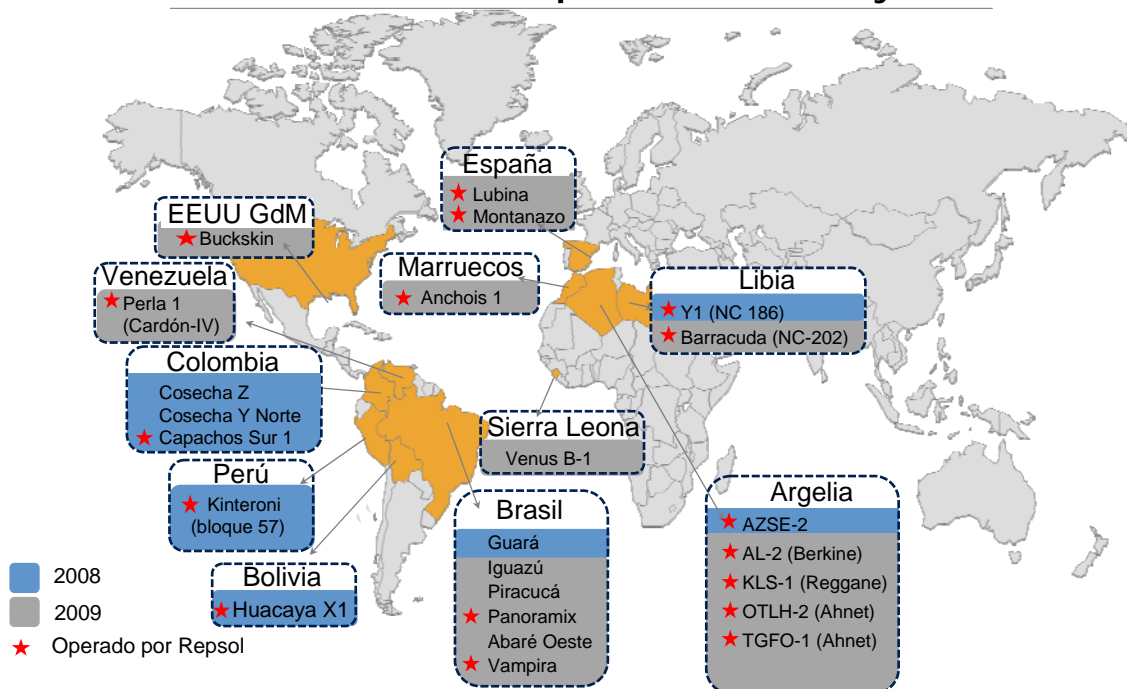 España
Lubina
Montanazo
EEUU GdM
Buckskin
Marruecos
Anchois 1
Venezuela
Perla 1
(Cardón-IV)
Libia
Y1 (NC 186)
Barracuda (NC-202)
Colombia
Cosecha Z
Cosecha Y Norte
Capachos Sur 1
Sierra Leona
Venus B-1
Perú
Kinteroni
(bloque 57)
Brasil
Guará
Iguazú
Piracucá
Panoramix
Abaré Oeste
Vampira
Argelia
AZSE-2
AL-2 (Berkine)
KLS-1 (Reggane)
OTLH-2 (Ahnet)
TGFO-1 (Ahnet)
Bolivia
Huacaya X1
2008
2009
Operado por Repsol